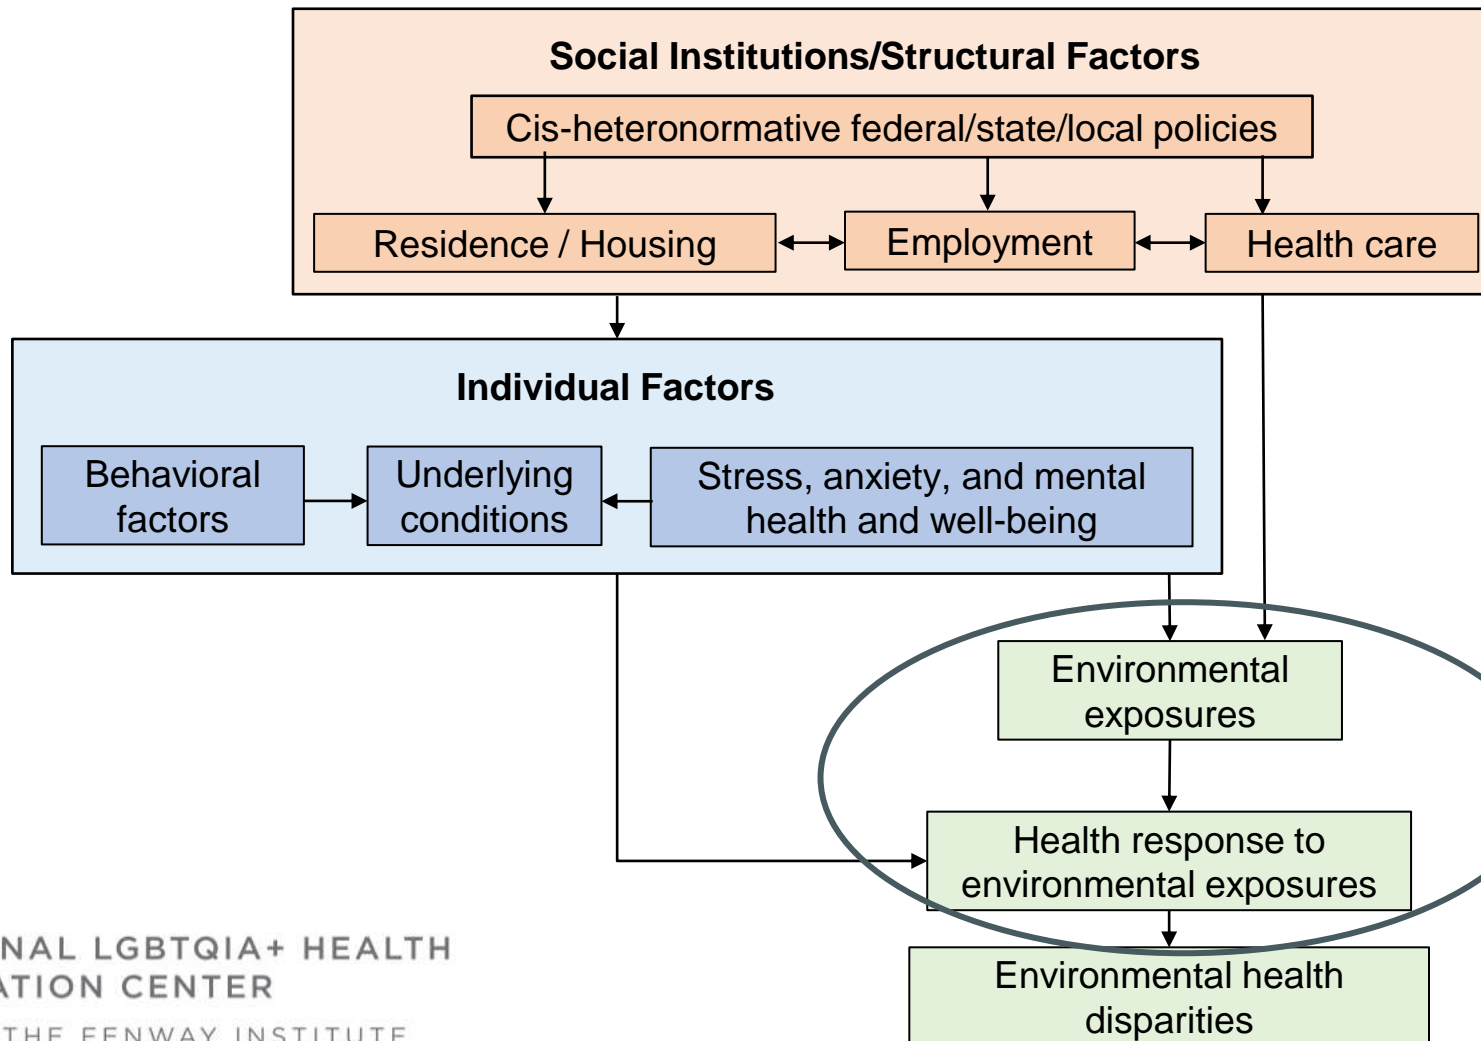 Social Institutions/Structural Factors
Cis-heteronormative federal/state/local policies
Residence / Housing
Employment
Health care
Individual Factors
Behavioral
factors
Underlying
conditions
Stress, anxiety, and mental
health and well-being
Environmental
exposures
Health response to
environmental exposures
Environmental health
disparities
NAL LGBTQIA+ HEALTH
ATION CENTER
THE FENWAY INSTITUTE